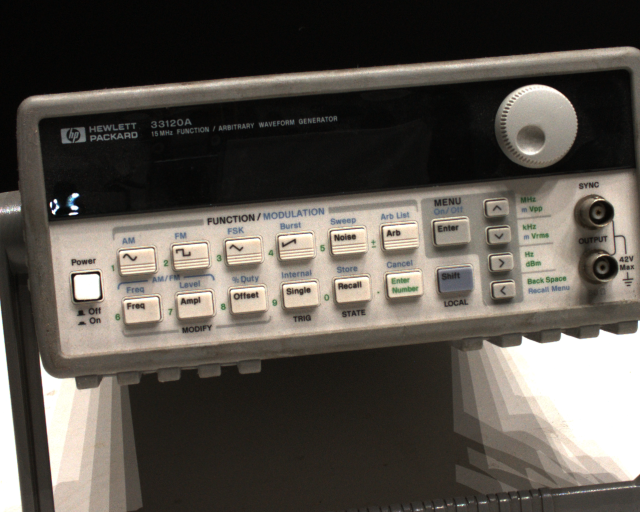 hp HEWLETT PACKARD
33120A
15 MHz FUNCTION / ARBITRARY WAVEFORM GENERATOR
FUNCTION / MODULATION
AM FM FSK Burst Sweep Arb List
1 2 3 4 5 Noise ± Arb
AM/FM
Freq Level % Duty Internal Store Cancel
6 Freq 7 Ampl 8 Offset 9 Single 0 Recall . Enter Number
MODIFY TRIG STATE
Power
Off
On
MENU
On/Off
Enter
Shift
LOCAL
MHz
m Vpp
kHz
m Vrms
Hz
dBm
Back Space
Recall Menu
SYNC
OUTPUT
42V
Max